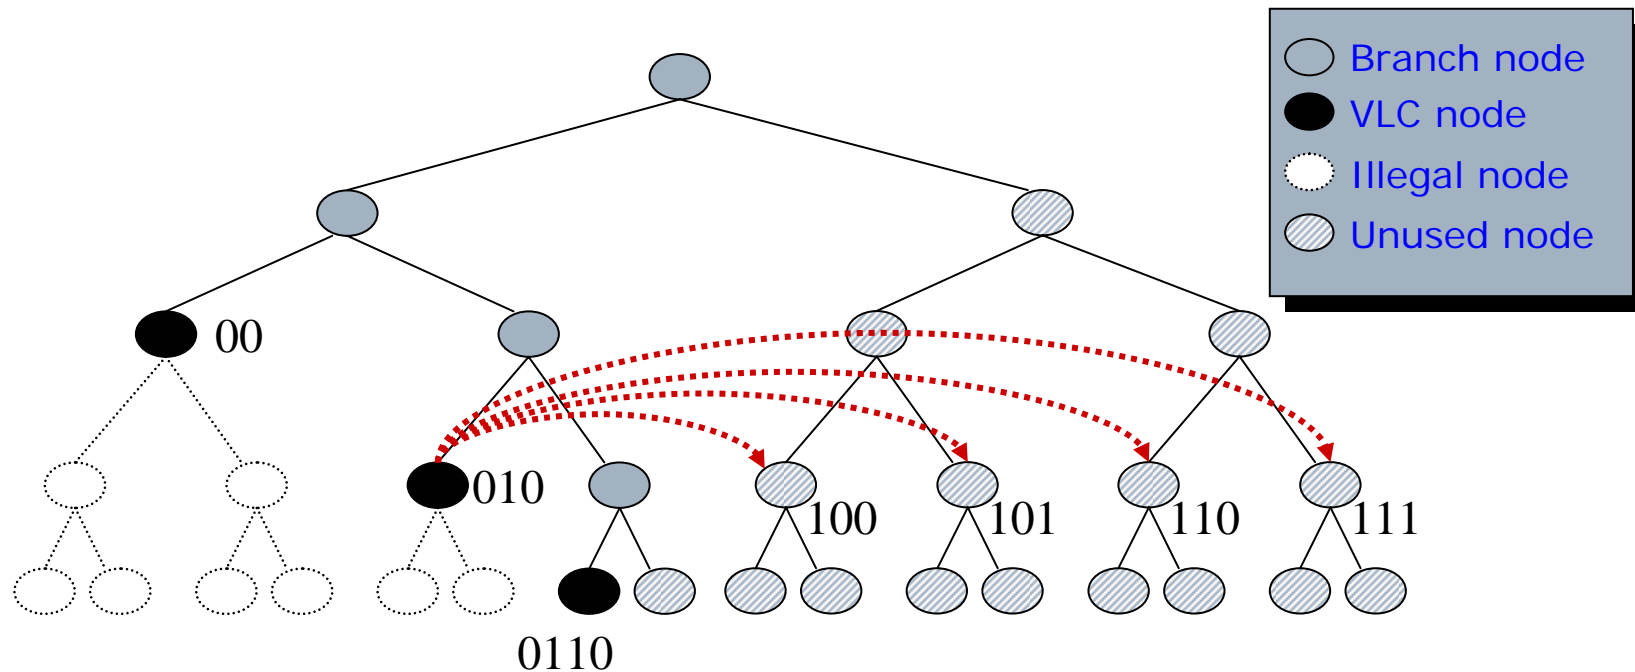 Branch node
VLC node
Illegal node
Unused node
00
010
100
101
110
111
0110